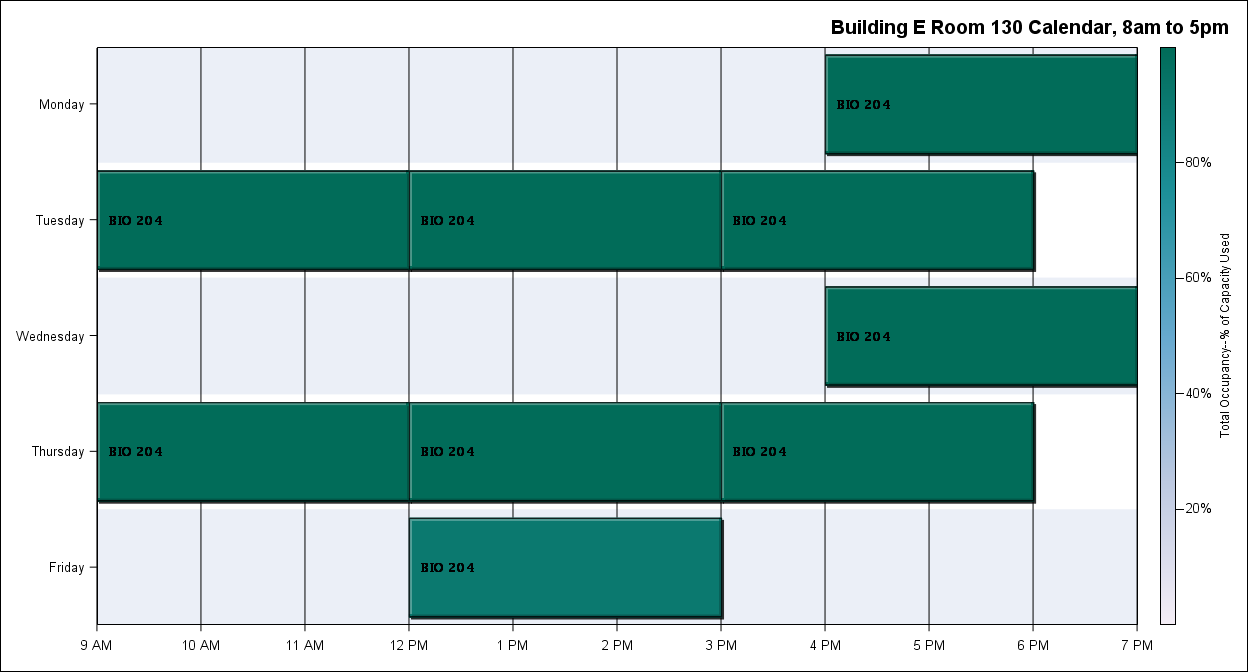 Building E Room 130 Calendar, 8am to 5pm
Monday
BIO 204
Tuesday
BIO 204
BIO 204
BIO 204
Wednesday
BIO 204
Thursday
BIO 204
BIO 204
BIO 204
Friday
BIO 204
9 AM
10 AM
11 AM
12 PM
1 PM
2 PM
3 PM
4 PM
5 PM
6 PM
7 PM
80%
60%
40%
20%
Total Occupancy--% of Capacity Used